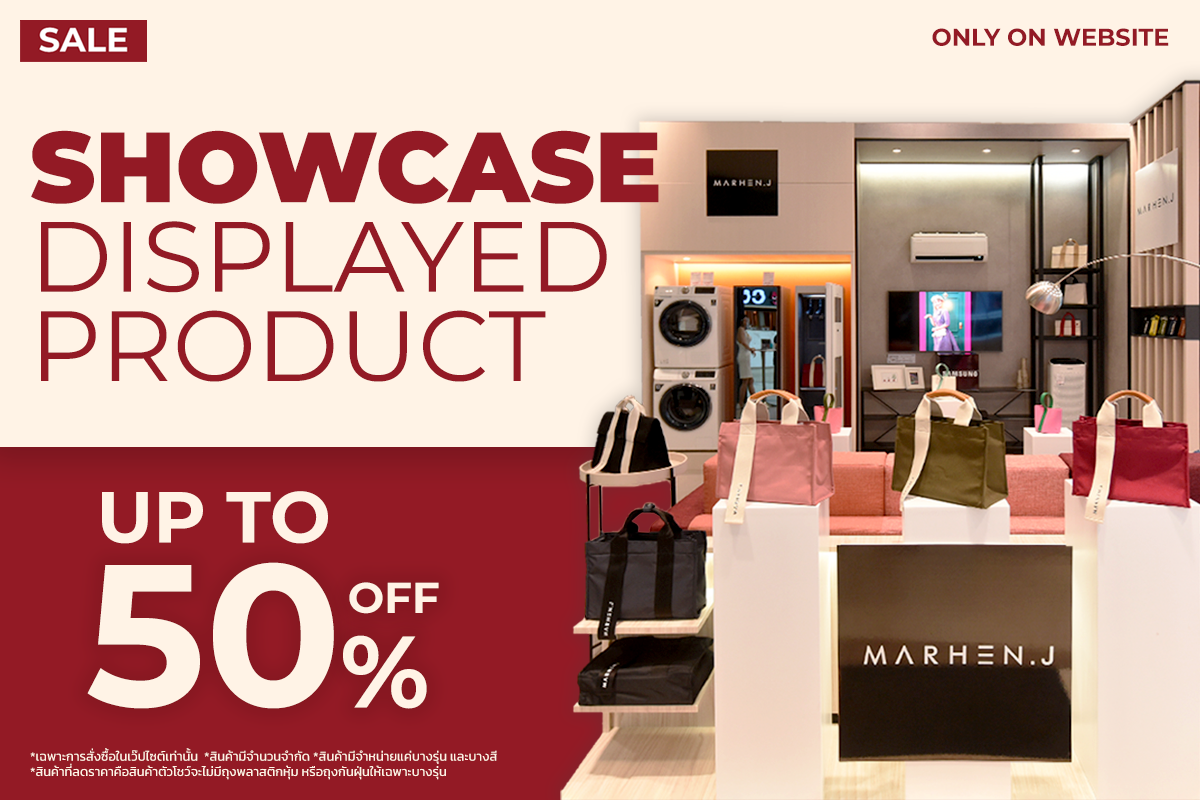 SALE
ONLY ON WEBSITE
SHOWCASE
DISPLAYED
PRODUCT
MARHEN.J
MARHEN.J
SAMSUNG
UP TO
50%
OFF
MARHEN.J
MARHEN.J
*เฉพาะการสั่งซื้อในเว็บไซต์เท่านั้น *สินค้ามีจำนวนจำกัด *สินค้ามีจำหน่ายแค่บางรุ่น และบางสี
*สินค้าที่ลดราคาคือสินค้าตัวโชว์จะไม่มีถุงพลาสติกหุ้ม หรือถุงกันฝุ่นให้เฉพาะบางรุ่น